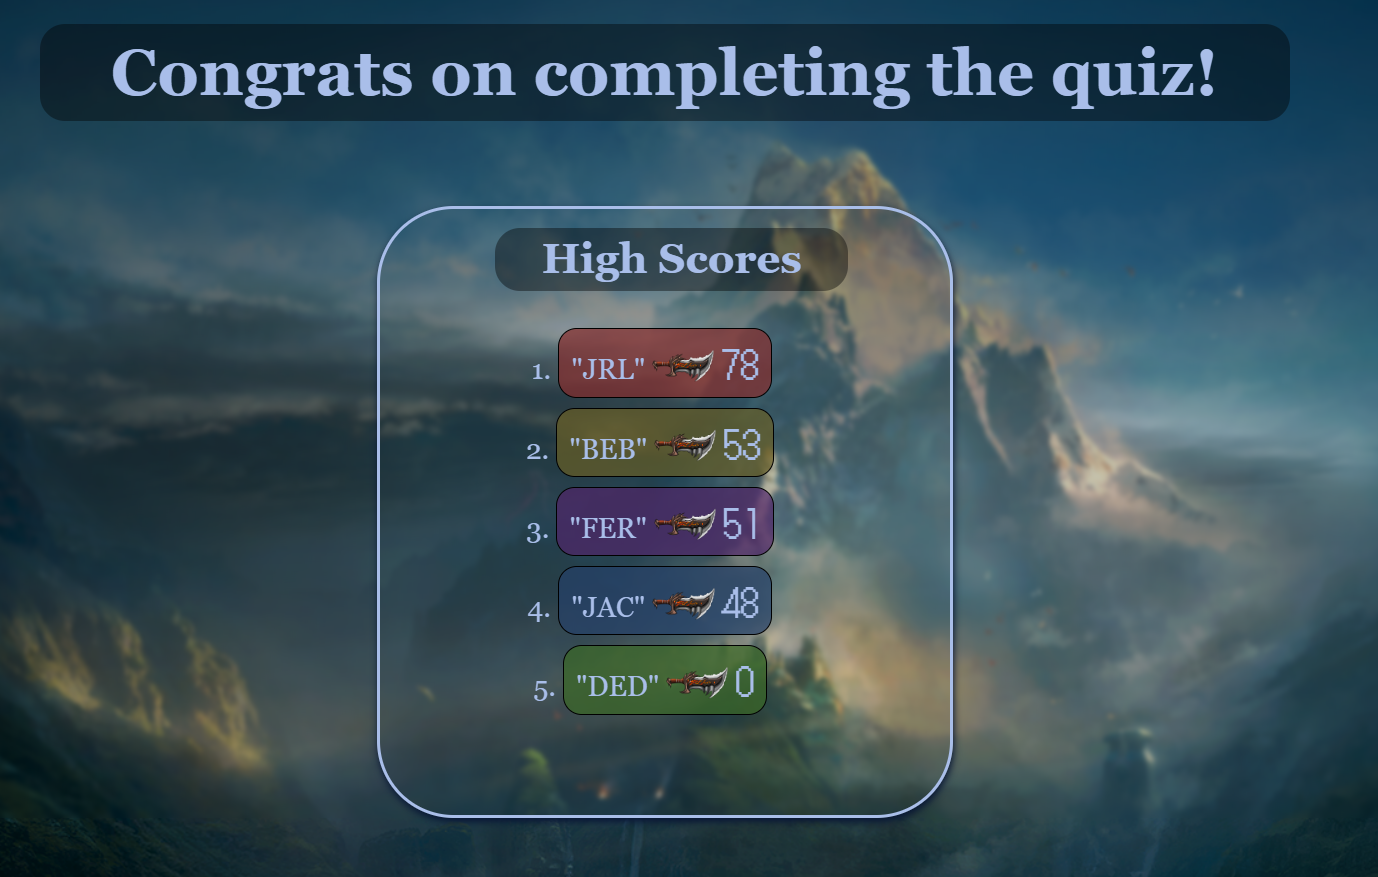 Congrats on completing the quiz!
High Scores
1. "JRL" 78
2. "BEB" 53
3. "FER" 51
4. "JAC" 48
5. "DED" 0